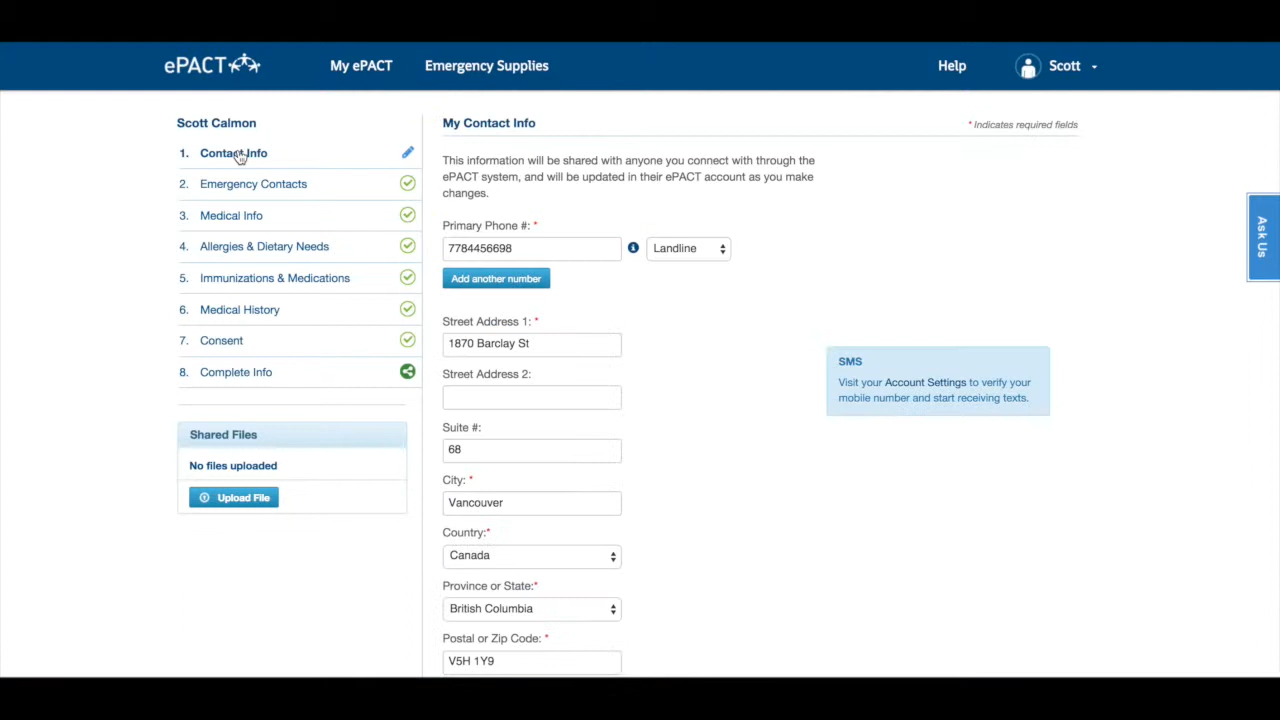 ePACT
My ePACT
Emergency Supplies
Help
Scott
Scott Calmon
1. Contact Info
2. Emergency Contacts
3. Medical Info
4. Allergies & Dietary Needs
5. Immunizations & Medications
6. Medical History
7. Consent
8. Complete Info
Shared Files
No files uploaded
Upload File
My Contact Info
* Indicates required fields
This information will be shared with anyone you connect with through the
ePACT system, and will be updated in their ePACT account as you make
changes.
Primary Phone #: *
7784456698
Landline
Add another number
Street Address 1: *
1870 Barclay St
Street Address 2:
Suite #:
68
City: *
Vancouver
Country:*
Canada
Province or State:*
British Columbia
Postal or Zip Code: *
V5H 1Y9
SMS
Visit your Account Settings to verify your
mobile number and start receiving texts.
Ask Us